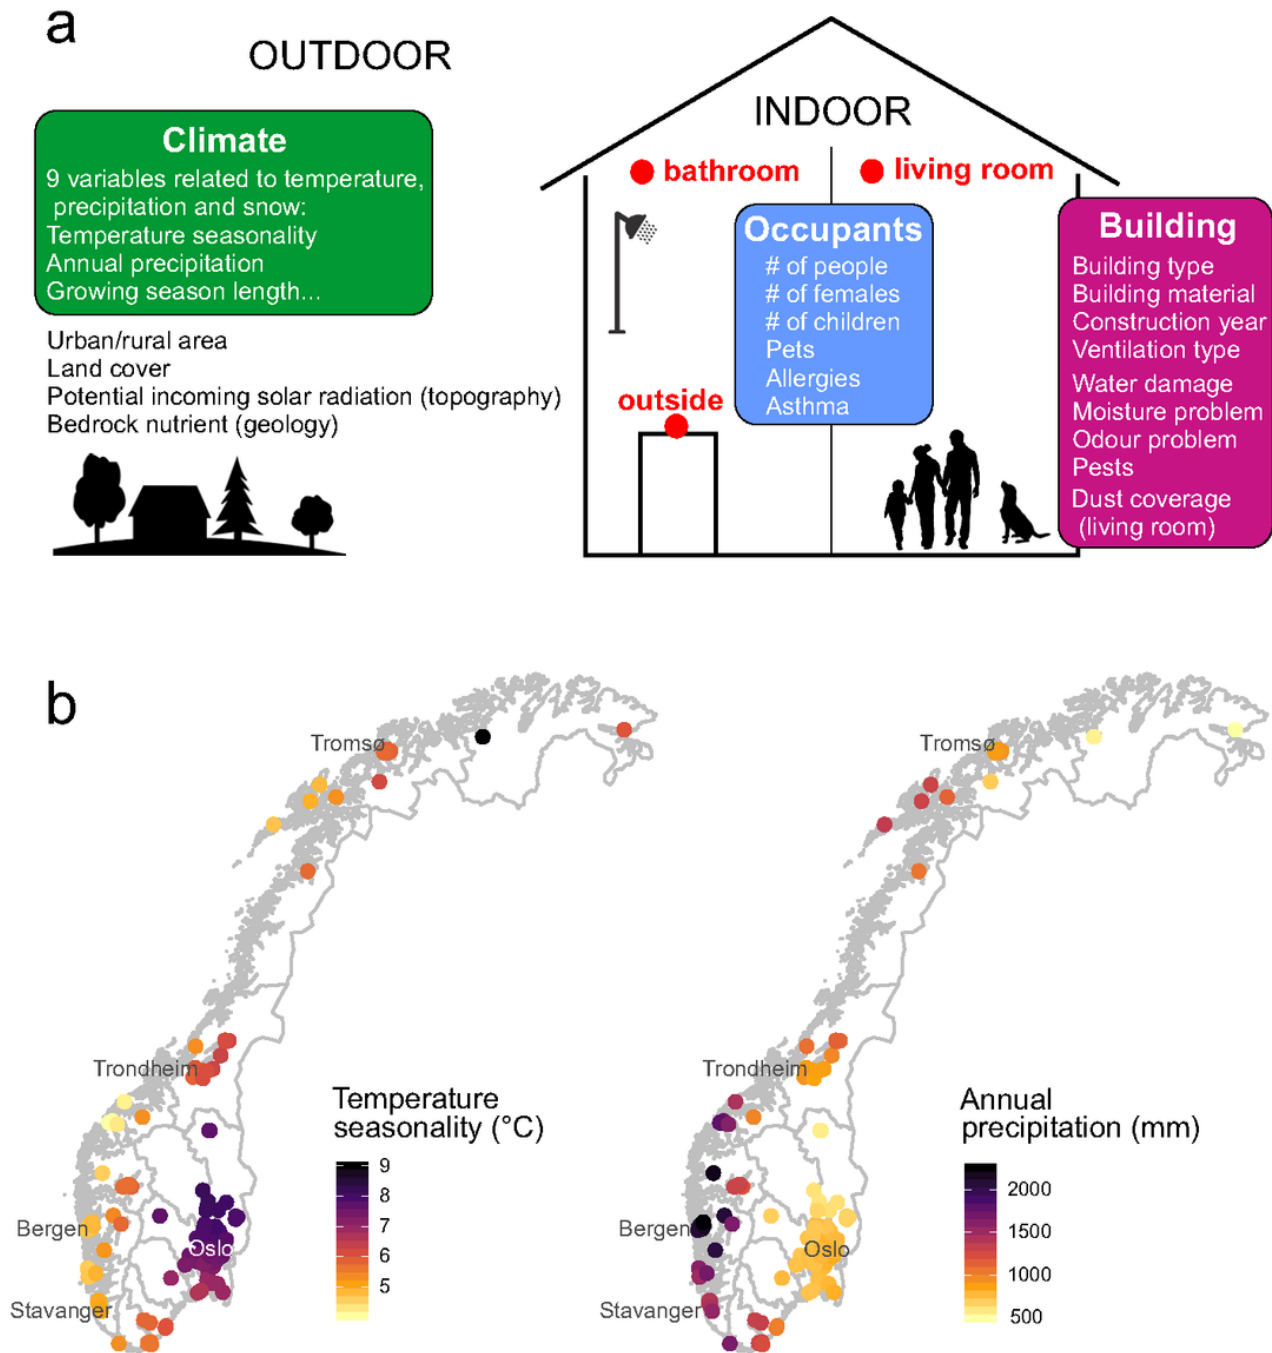 a
OUTDOOR
Climate
9 variables related to temperature,
precipitation and snow:
Temperature seasonality
Annual precipitation
Growing season length...
Urban/rural area
Land cover
Potential incoming solar radiation (topography)
Bedrock nutrient (geology)
INDOOR
bathroom
living room
outside
Occupants
# of people
# of females
# of children
Pets
Allergies
Asthma
Building
Building type
Building material
Construction year
Ventilation type
Water damage
Moisture problem
Odour problem
Pests
Dust coverage
(living room)
b
Tromsø
Trondheim
Bergen
Oslo
Stavanger
Temperature
seasonality (°C)
9
8
7
6
5
Tromsø
Trondheim
Bergen
Oslo
Stavanger
Annual
precipitation (mm)
2000
1500
1000
500